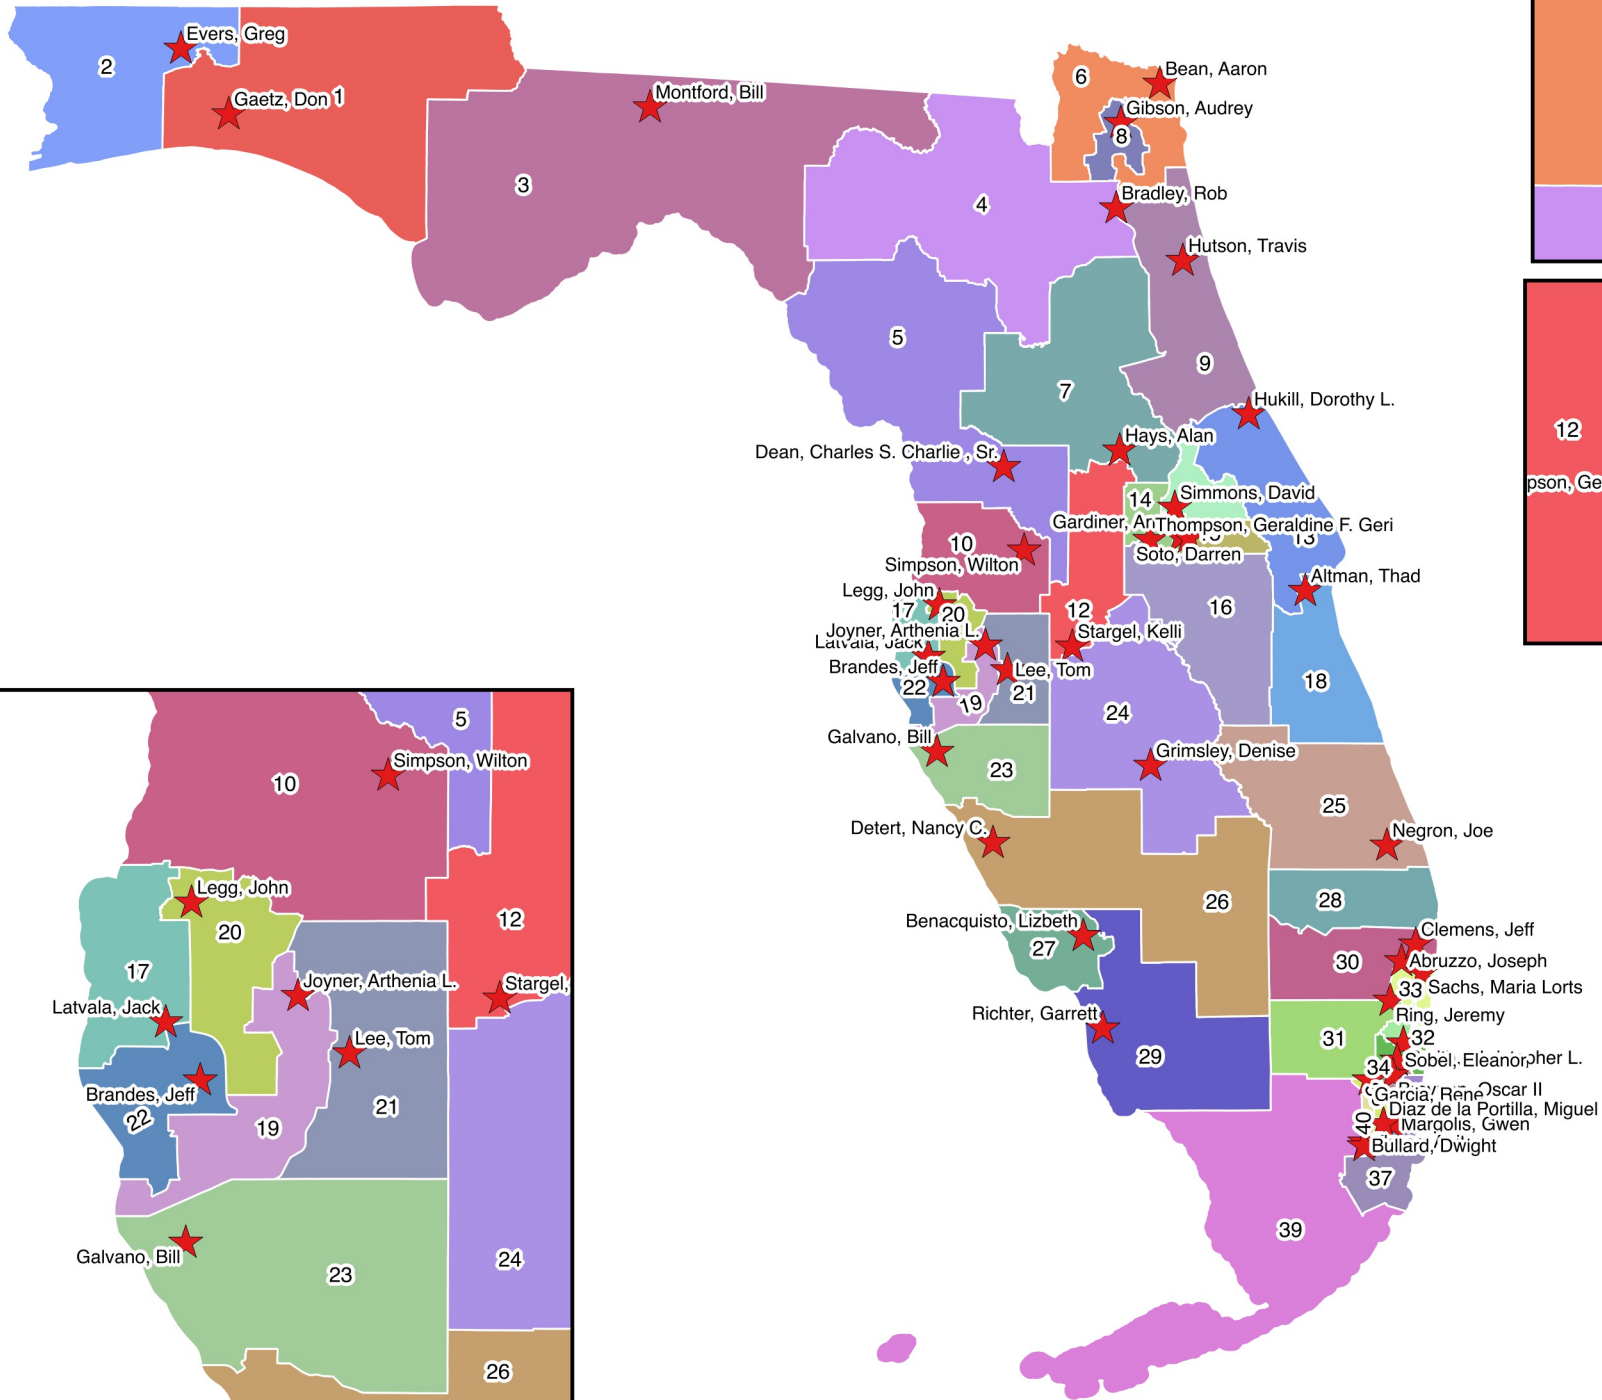 Evers, Greg
2
Gaetz, Don
1
Montford, Bill
3
Bean, Aaron
6
Gibson, Audrey
8
Bradley, Rob
4
Hutson, Travis
5
9
7
Hukill, Dorothy L.
Hays, Alan
Dean, Charles S. Charlie , Sr.
Simmons, David
14
12
pson, Ge
Gardiner, An
Thompson, Geraldine F. Geri
10
13
Soto, Darren
Simpson, Wilton
Altman, Thad
Legg, John
17
20
12
16
Joyner, Arthenia L.
Stargel, Kelli
Latvala, Jack
Brandes, Jeff
Lee, Tom
22
21
19
18
24
Galvano, Bill
Grimsley, Denise
23
25
Detert, Nancy C.
Negron, Joe
26
28
Benacquisto, Lizbeth
27
Clemens, Jeff
30
Abruzzo, Joseph
33
Sachs, Maria Lorts
Richter, Garrett
Ring, Jeremy
31
32
29
Sobel, Eleanor
pher L.
34
Oscar II
Garcia, Rene
Diaz de la Portilla, Miguel
40
Margolis, Gwen
Bullard, Dwight
37
39
5
Simpson, Wilton
10
Legg, John
12
20
17
Joyner, Arthenia L.
Stargel,
Latvala, Jack
Lee, Tom
Brandes, Jeff
22
21
19
Galvano, Bill
23
24
26